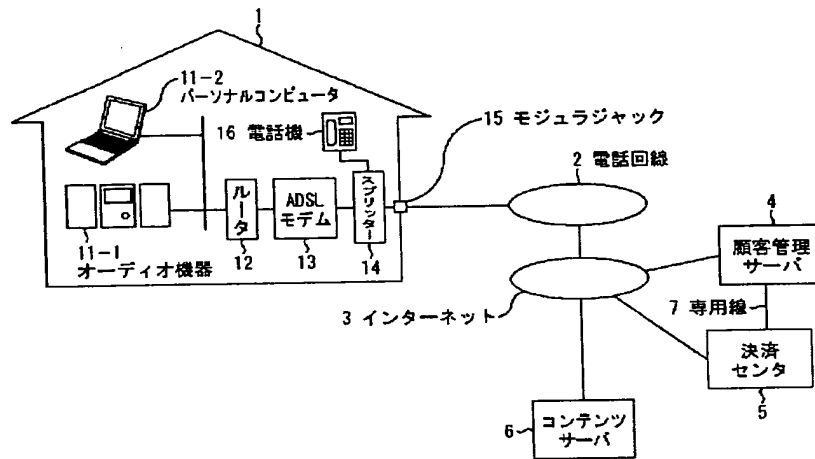 1
11-2
パーソナルコンピュータ
16 電話機
15 モジュラジャック
2 電話回線
ルータ
ADSL
モデム
スプリッター
11-1
オーディオ機器
12
13
14
4
顧客管理
サーバ
7 専用線
3 インターネット
決済
センタ
5
6
コンテンツ
サーバ